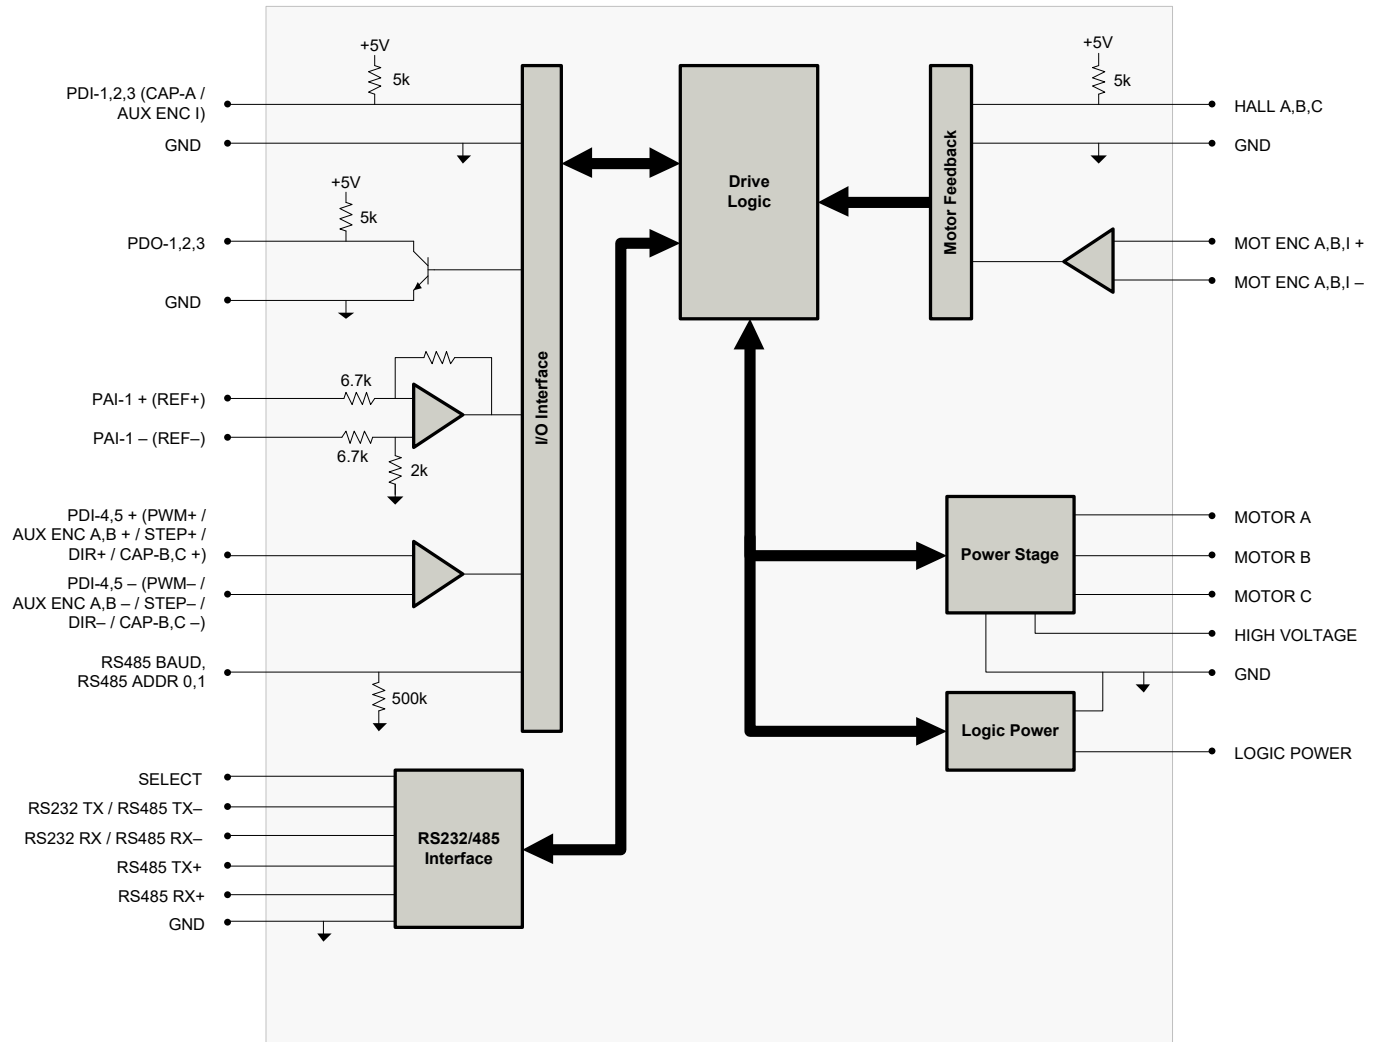 +5V
5k
PDI-1,2,3 (CAP-A /
AUX ENC I)
GND
+5V
5k
PDO-1,2,3
GND
6.7k
PAI-1 + (REF+)
PAI-1 – (REF–)
6.7k
2k
PDI-4,5 + (PWM+ /
AUX ENC A,B + / STEP+ /
DIR+ / CAP-B,C +)
PDI-4,5 – (PWM– /
AUX ENC A,B – / STEP– /
DIR– / CAP-B,C –)
RS485 BAUD,
RS485 ADDR 0,1
500k
I/O Interface
SELECT
RS232 TX / RS485 TX–
RS232 RX / RS485 RX–
RS485 TX+
RS485 RX+
GND
RS232/485
Interface
Drive
Logic
Motor Feedback
+5V
5k
HALL A,B,C
GND
MOT ENC A,B,I +
MOT ENC A,B,I –
Power Stage
MOTOR A
MOTOR B
MOTOR C
HIGH VOLTAGE
GND
Logic Power
LOGIC POWER